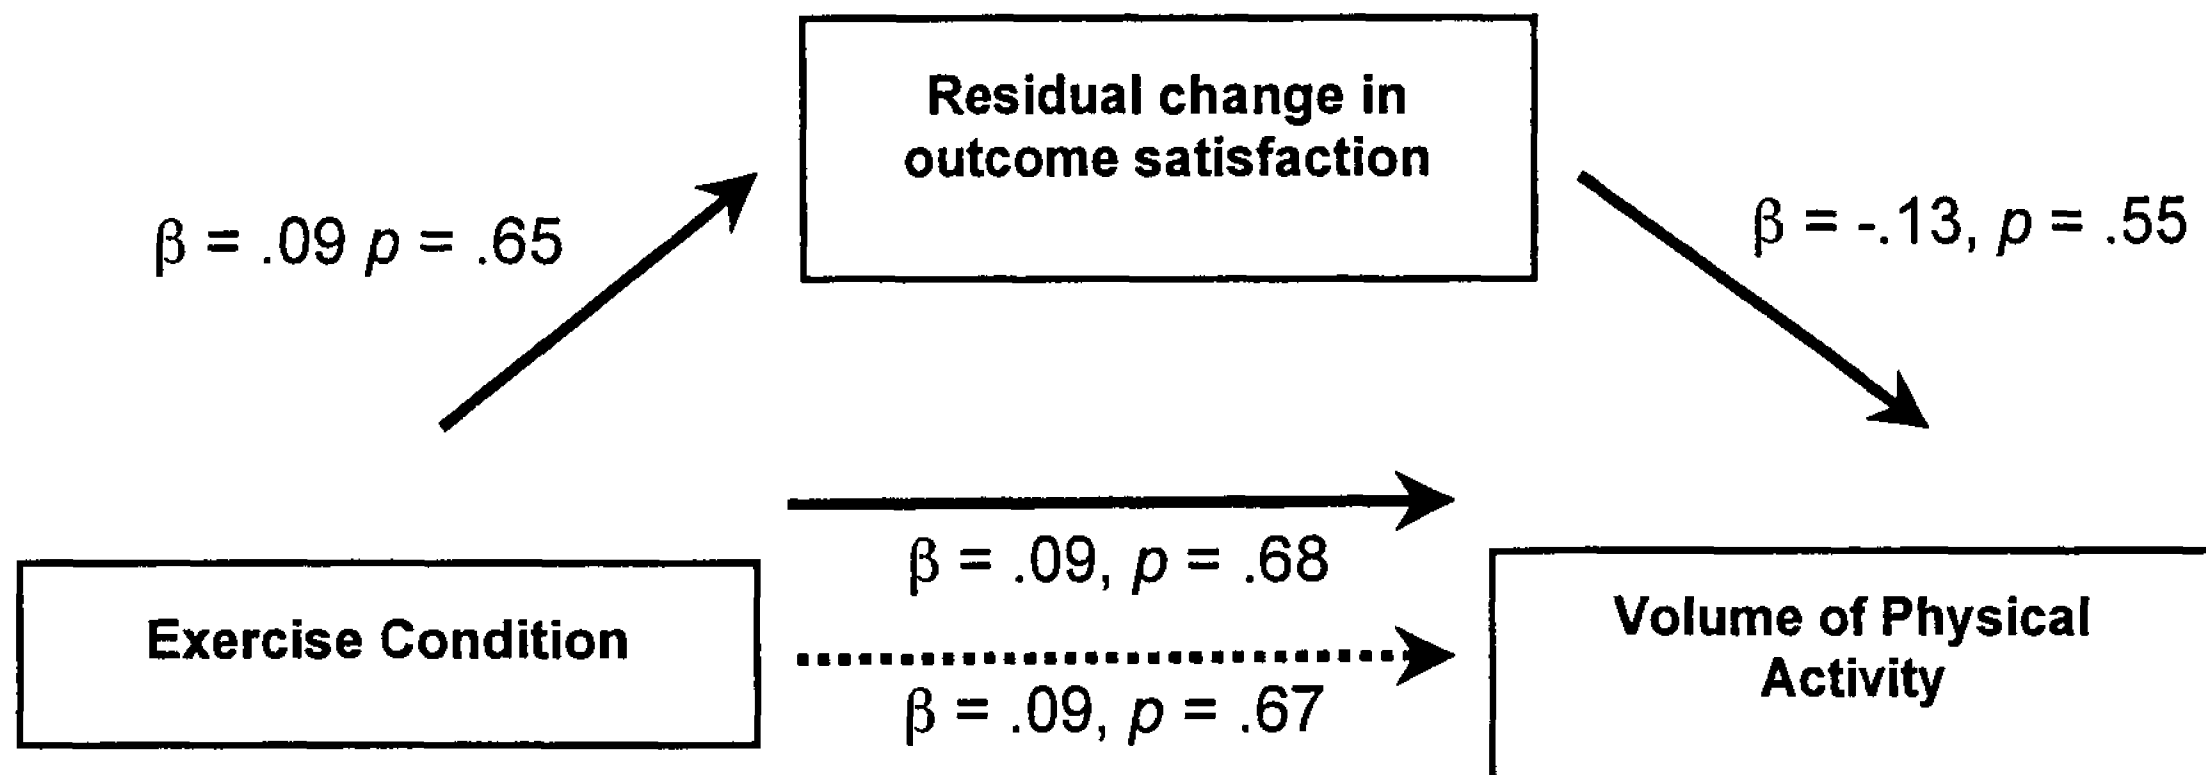 Residual change in
outcome satisfaction
β = .09 p = .65
β = -.13, p = .55
β = .09, p = .68
Exercise Condition
β = .09, p = .67
Volume of Physical
Activity